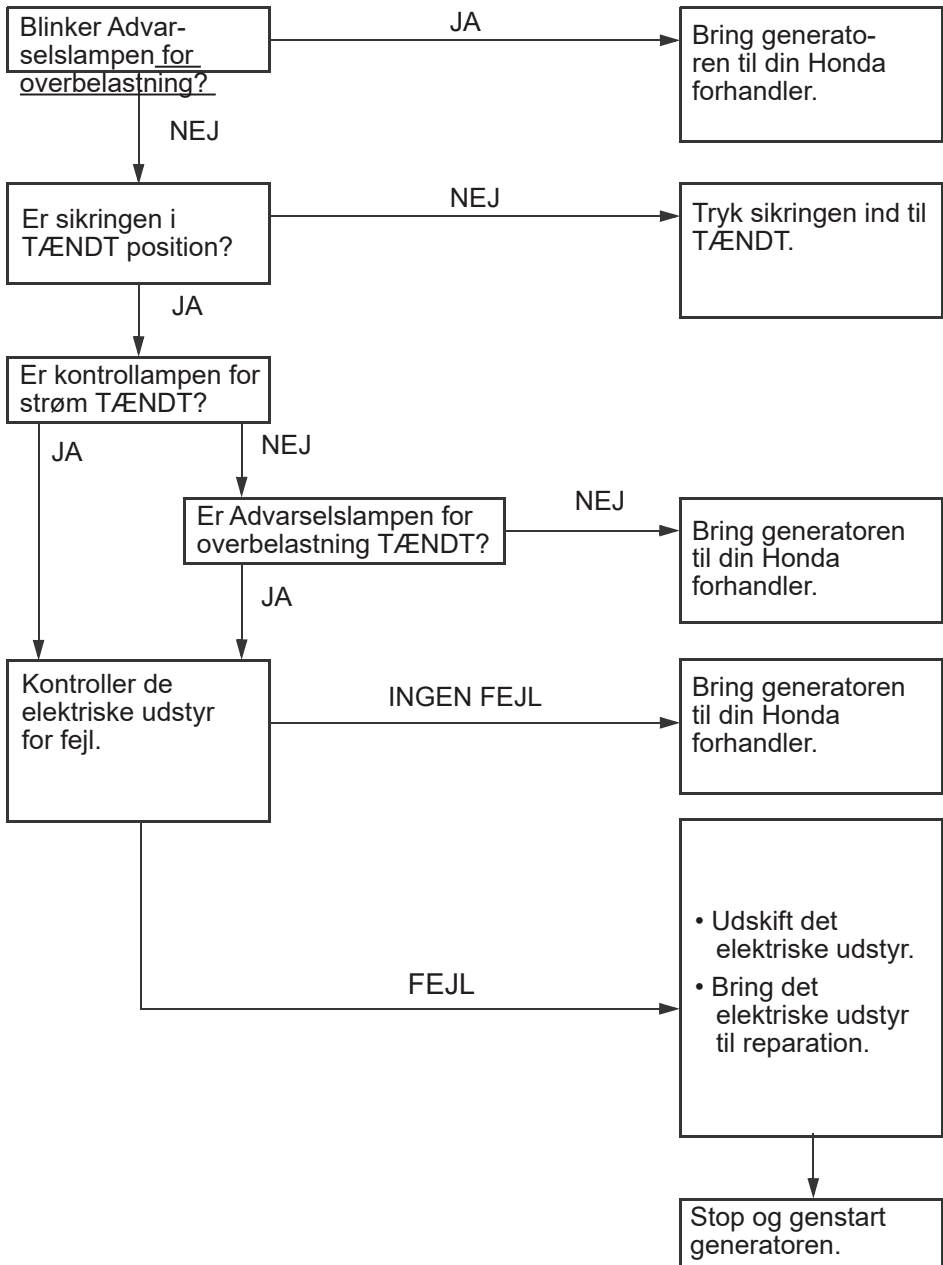 Blinker Advar-
selslampen for
overbelastning?
JA
Bring generato-
ren til din Honda
forhandler.
NEJ
Er sikringen i
TÆNDT position?
NEJ
Tryk sikringen ind til
TÆNDT.
JA
Er kontrollampen for
strøm TÆNDT?
JA
NEJ
Er Advarselslampen for
overbelastning TÆNDT?
NEJ
Bring generatoren
til din Honda
forhandler.
JA
Kontroller de
elektriske udstyr
for fejl.
INGEN FEJL
Bring generatoren
til din Honda
forhandler.
FEJL
• Udskift det
elektriske udstyr.
• Bring det
elektriske udstyr
til reparation.
Stop og genstart
generatoren.